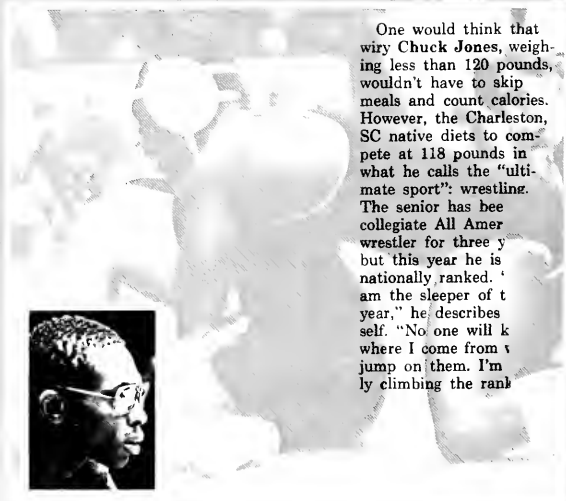 One would think that
wiry Chuck Jones, weigh-
ing less than 120 pounds,
wouldn't have to skip
meals and count calories.
However, the Charleston,
SC native diets to com-
pete at 118 pounds in
what he calls the "ulti-
mate sport": wrestling.
The senior has bee
collegiate All Amer
wrestler for three y
but this year he is
nationally ranked. '
am the sleeper of t
year," he describes
self. "No one will k
where I come from
jump on them. I'm
ly climbing the rank